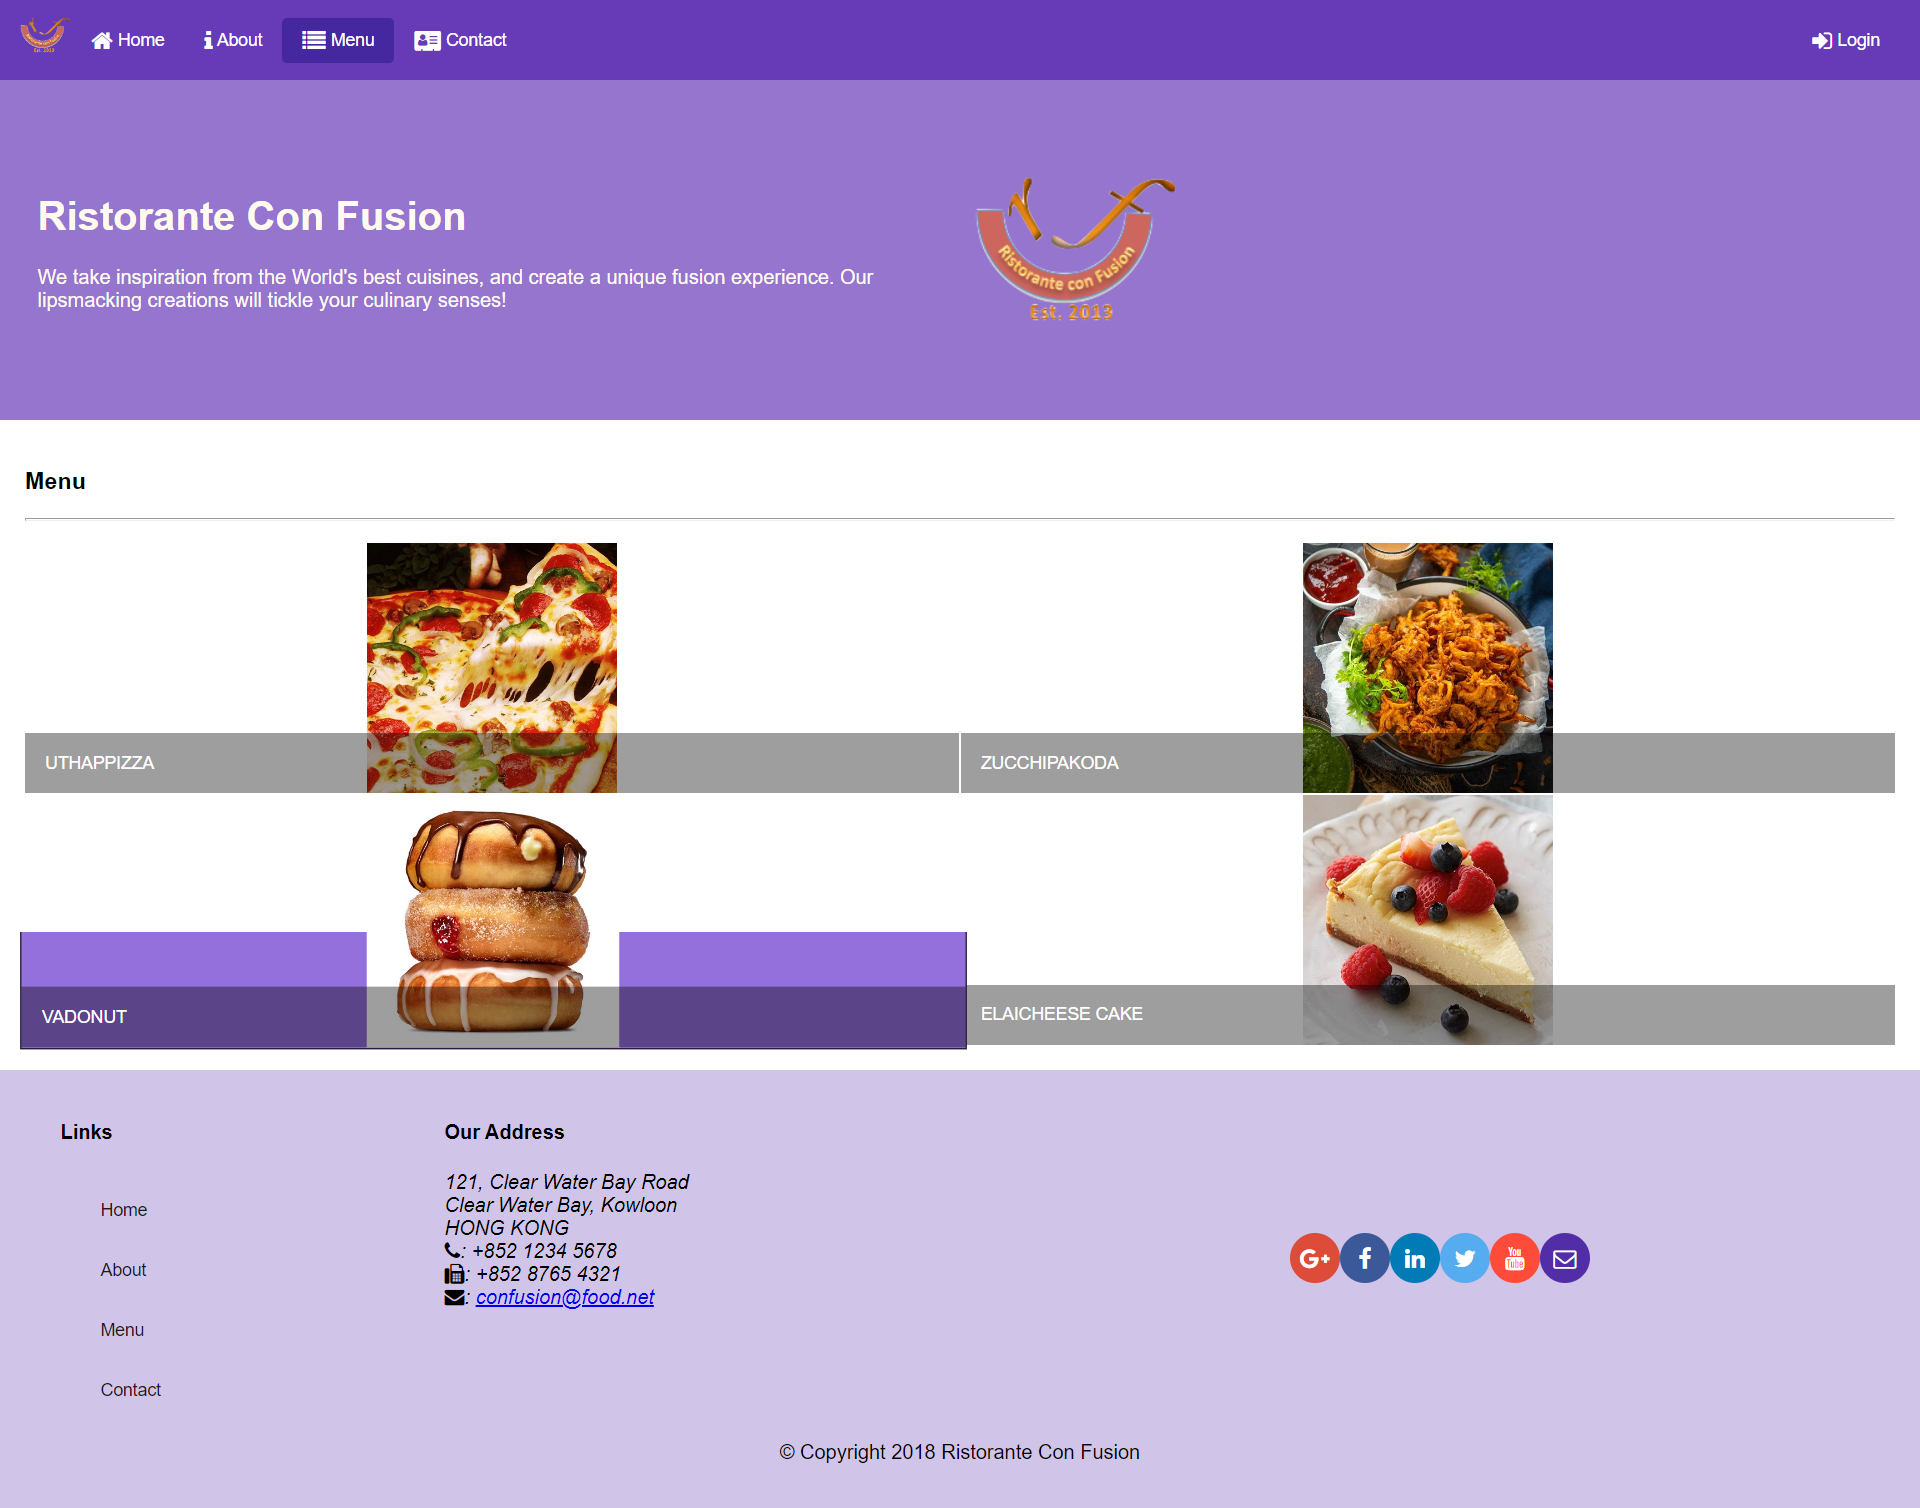 Home
About
Menu
Contact
Login
Ristorante Con Fusion
We take inspiration from the World's best cuisines, and create a unique fusion experience. Our
lipsmacking creations will tickle your culinary senses!
Ristorante con Fusion
Est. 2013
Menu
UTHAPPIZZA
ZUCCHIPAKODA
VADONUT
ELAICHEESE CAKE
Links
Home
About
Menu
Contact
Our Address
121, Clear Water Bay Road
Clear Water Bay, Kowloon
HONG KONG
: +852 1234 5678
: +852 8765 4321
: confusion@food.net
G+
f
in
You
Tube
© Copyright 2018 Ristorante Con Fusion